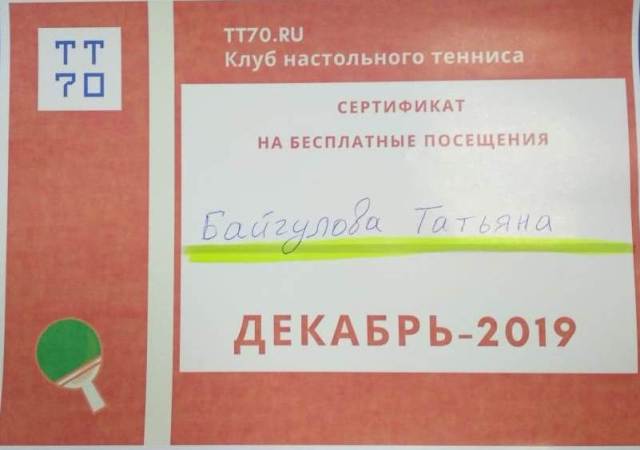 ТТ
70
TT70.RU
Клуб настольного тенниса
СЕРТИФИКАТ
НА БЕСПЛАТНЫЕ ПОСЕЩЕНИЯ
Байгулова Татьяна
ДЕКАБРЬ-2019